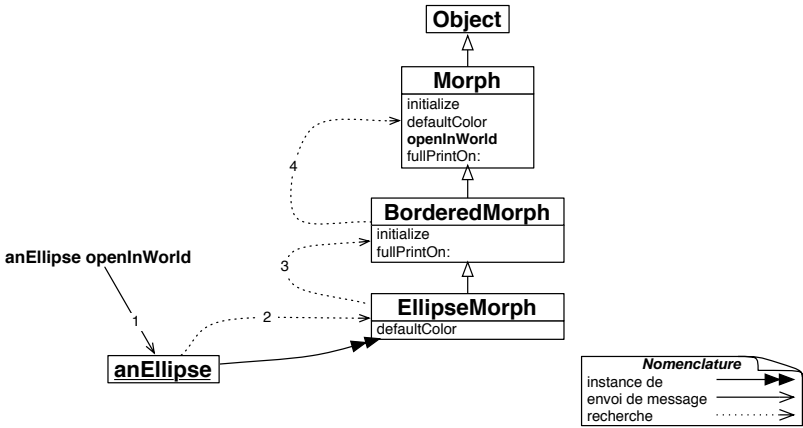 Object
Morph
initialize
defaultColor
openInWorld
fullPrintOn:
4
BorderedMorph
initialize
fullPrintOn:
anEllipse openInWorld
3
EllipseMorph
defaultColor
1
2
anEllipse
Nomenclature
instance de
envoi de message
recherche